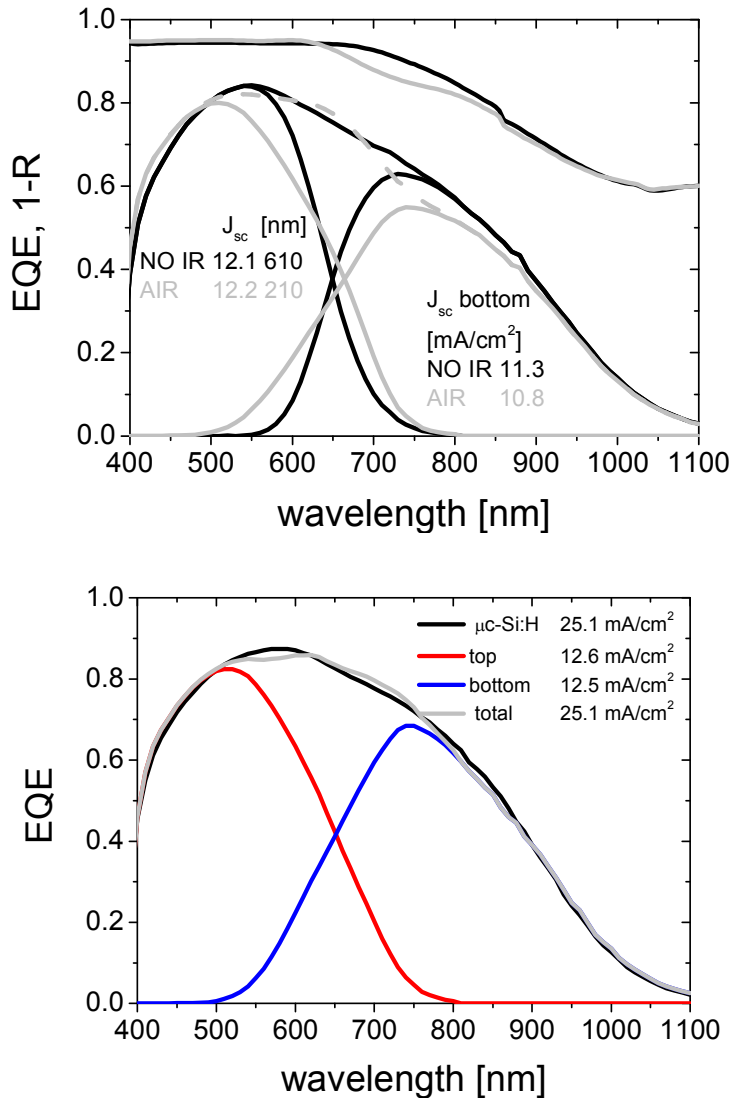 1.0
0.8
0.6
0.4
0.2
0.0
EQE, 1-R
J_sc [nm]
NO IR 12.1 610
AIR 12.2 210
J_sc bottom
[mA/cm²]
NO IR 11.3
AIR 10.8
400 500 600 700 800 900 1000 1100
wavelength [nm]
1.0
0.8
0.6
0.4
0.2
0.0
EQE
μc-Si:H 25.1 mA/cm²
top 12.6 mA/cm²
bottom 12.5 mA/cm²
total 25.1 mA/cm²
400 500 600 700 800 900 1000 1100
wavelength [nm]